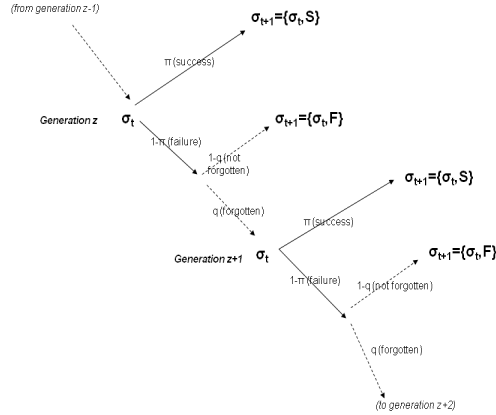 (from generation z-1)
σt+1={σt,S}
π (success)
Generation z
σt
σt+1={σt,F}
1-π (failure)
1-q (not
forgotten)
q (forgotten)
σt+1={σt,S}
π (success)
Generation z+1
σt
σt+1={σt,F}
1-π (failure)
1-q (not forgotten)
q (forgotten)
(to generation z+2)